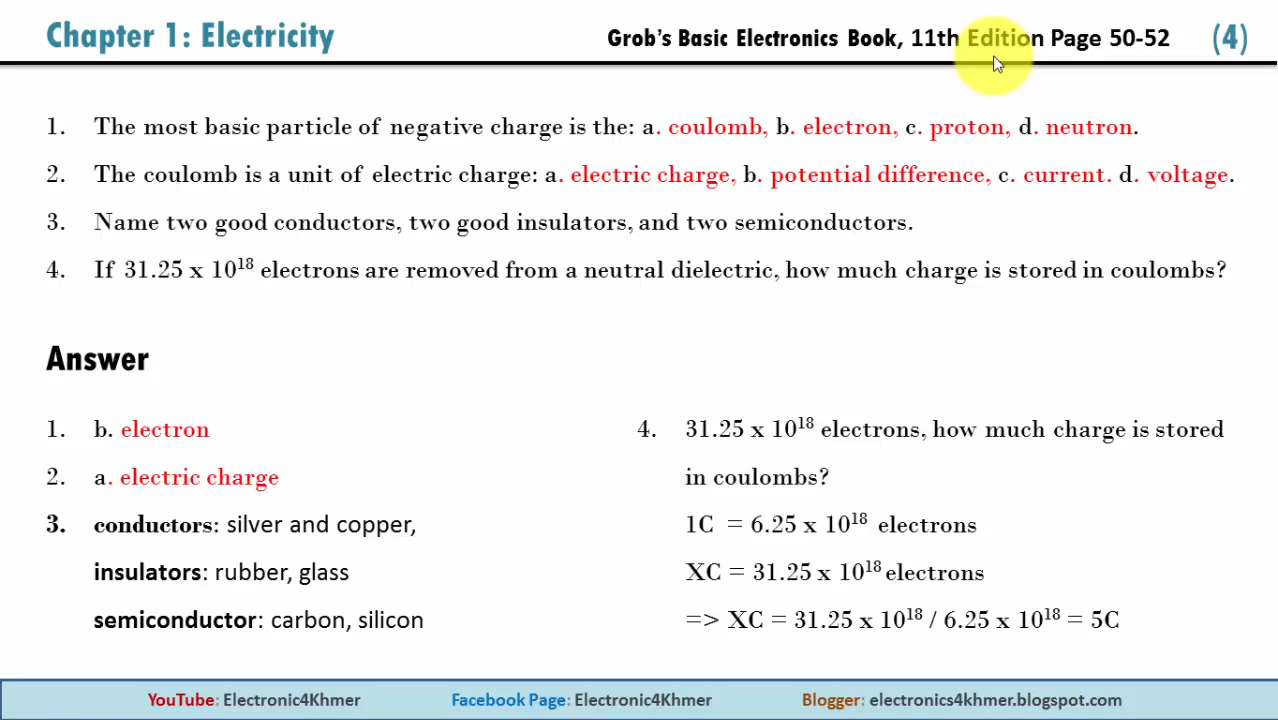 Chapter 1: Electricity
Grob's Basic Electronics Book, 11th Edition Page 50-52
(4)
1. The most basic particle of negative charge is the: a. coulomb, b. electron, c. proton, d. neutron.
2. The coulomb is a unit of electric charge: a. electric charge, b. potential difference, c. current. d. voltage.
3. Name two good conductors, two good insulators, and two semiconductors.
4. If 31.25 x 10¹⁸ electrons are removed from a neutral dielectric, how much charge is stored in coulombs?
Answer
1. b. electron
2. a. electric charge
3. conductors: silver and copper,
insulators: rubber, glass
semiconductor: carbon, silicon
4. 31.25 x 10¹⁸ electrons, how much charge is stored
in coulombs?
1C = 6.25 x 10¹⁸ electrons
XC = 31.25 x 10¹⁸ electrons
=> XC = 31.25 x 10¹⁸ / 6.25 x 10¹⁸ = 5C
YouTube: Electronic4Khmer
Facebook Page: Electronic4Khmer
Blogger: electronics4khmer.blogspot.com